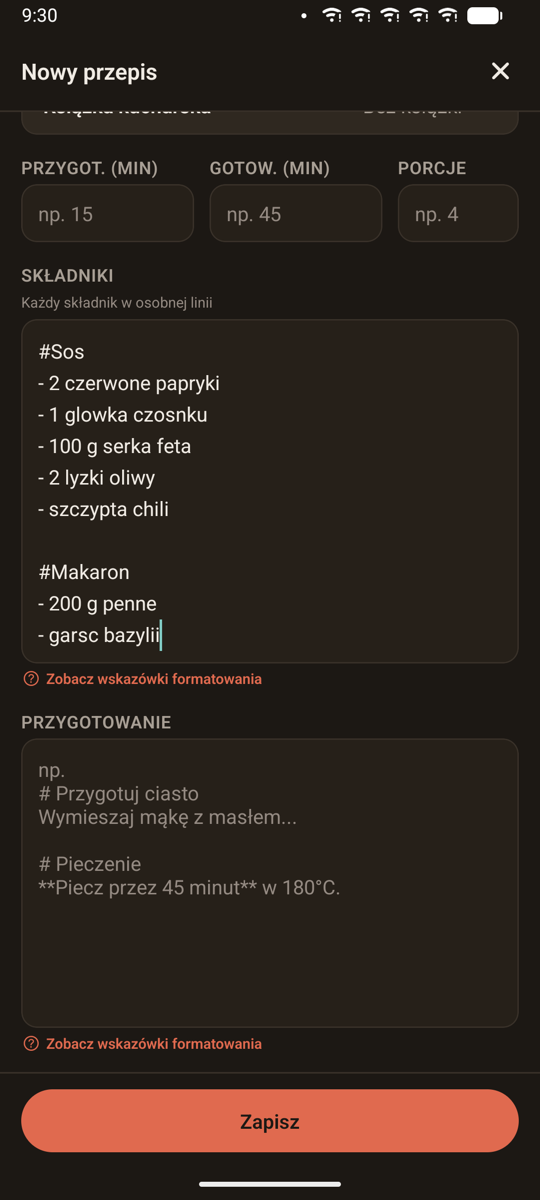 9:30
Nowy przepis
PRZYGOT. (MIN)
GOTOW. (MIN)
PORCJE
np. 15
np. 45
np. 4
SKŁADNIKI
Każdy składnik w osobnej linii
#Sos
- 2 czerwone papryki
- 1 glowka czosnku
- 100 g serka feta
- 2 lyzki oliwy
- szczypta chili
#Makaron
- 200 g penne
- garsc bazylii
Zobacz wskazówki formatowania
PRZYGOTOWANIE
np.
# Przygotuj ciasto
Wymieszaj mąkę z masłem...
# Pieczenie
**Piecz przez 45 minut** w 180°C.
Zobacz wskazówki formatowania
Zapisz